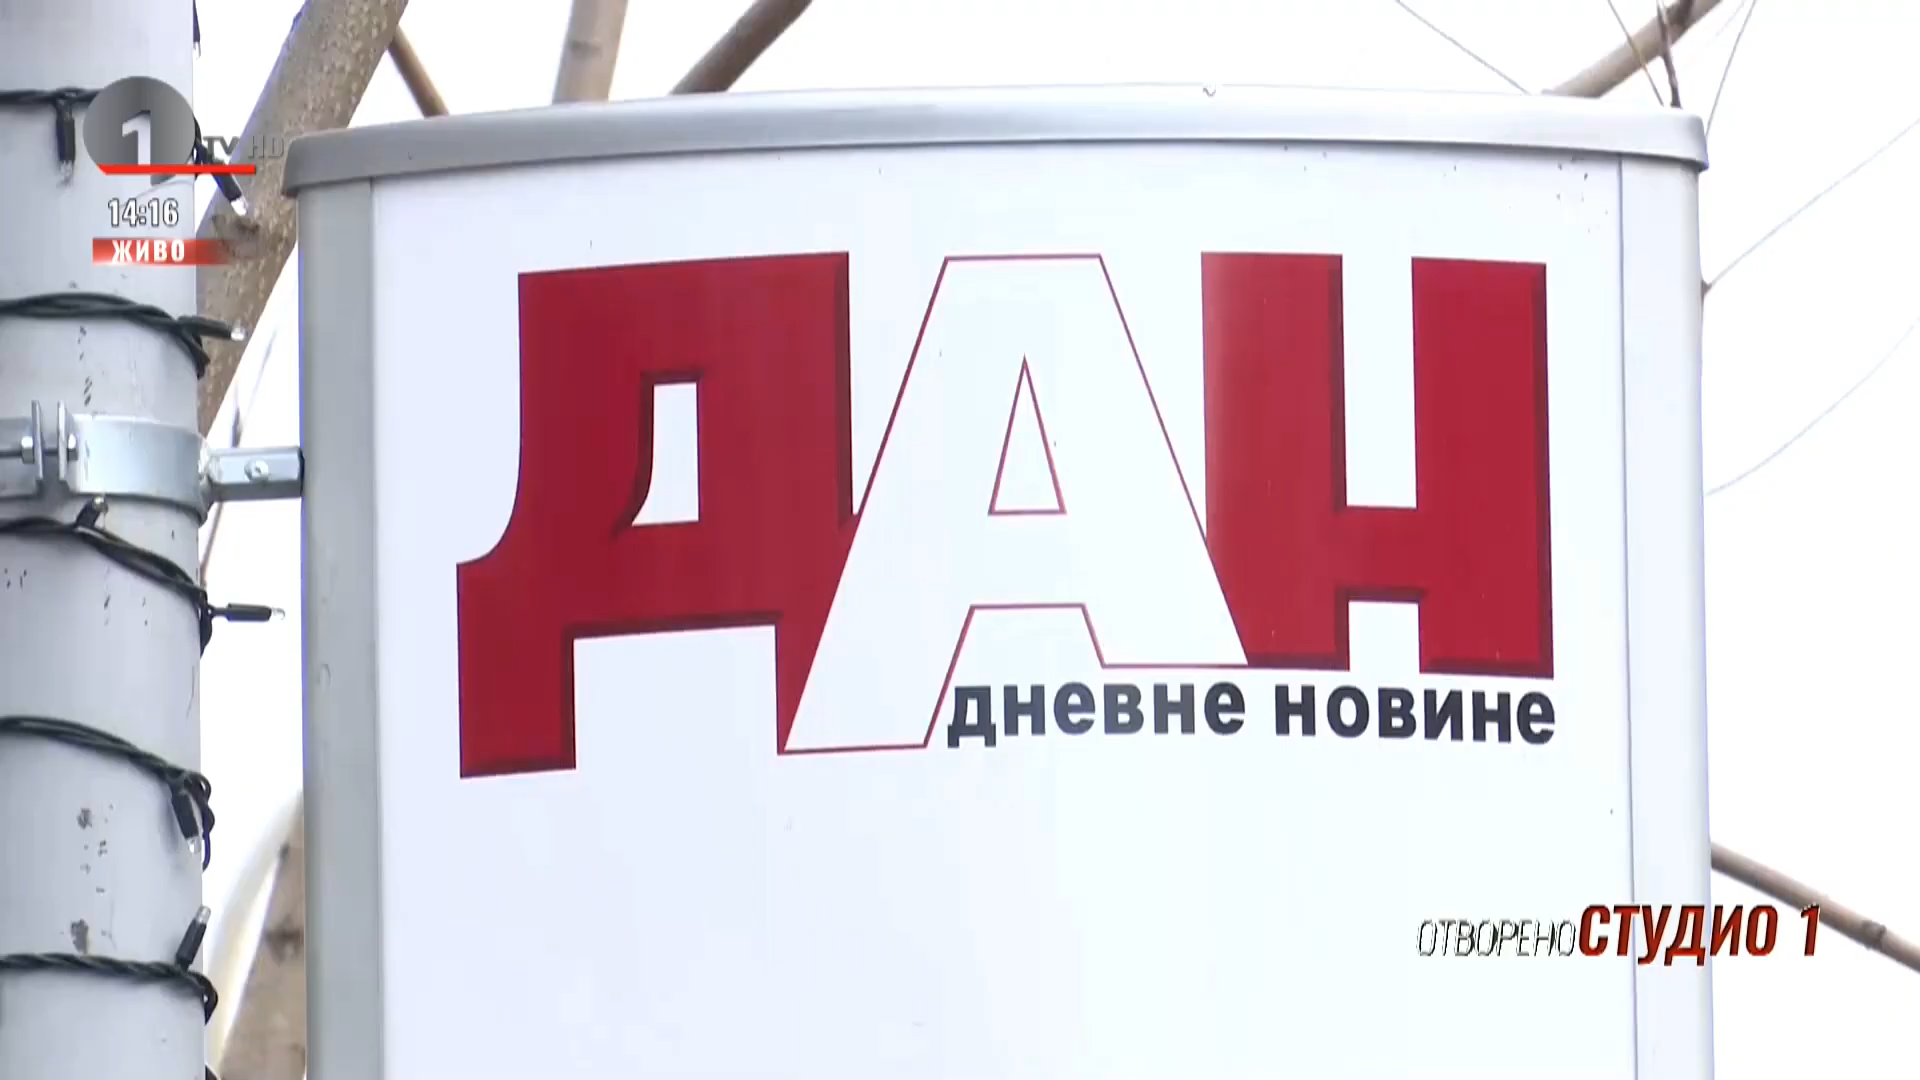 1
TV HD
14:16
ЖИВО
ДАН
дневне новине
ОТВОРЕНО СТУДИО 1